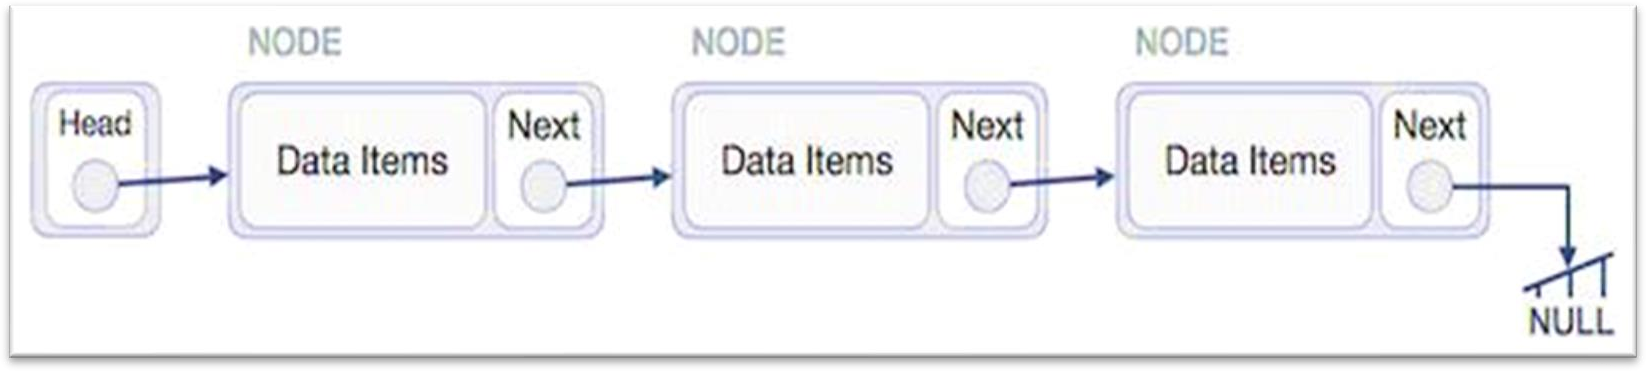 NODE NODE NODE
Head Data Items Next Data Items Next Data Items Next
NULL